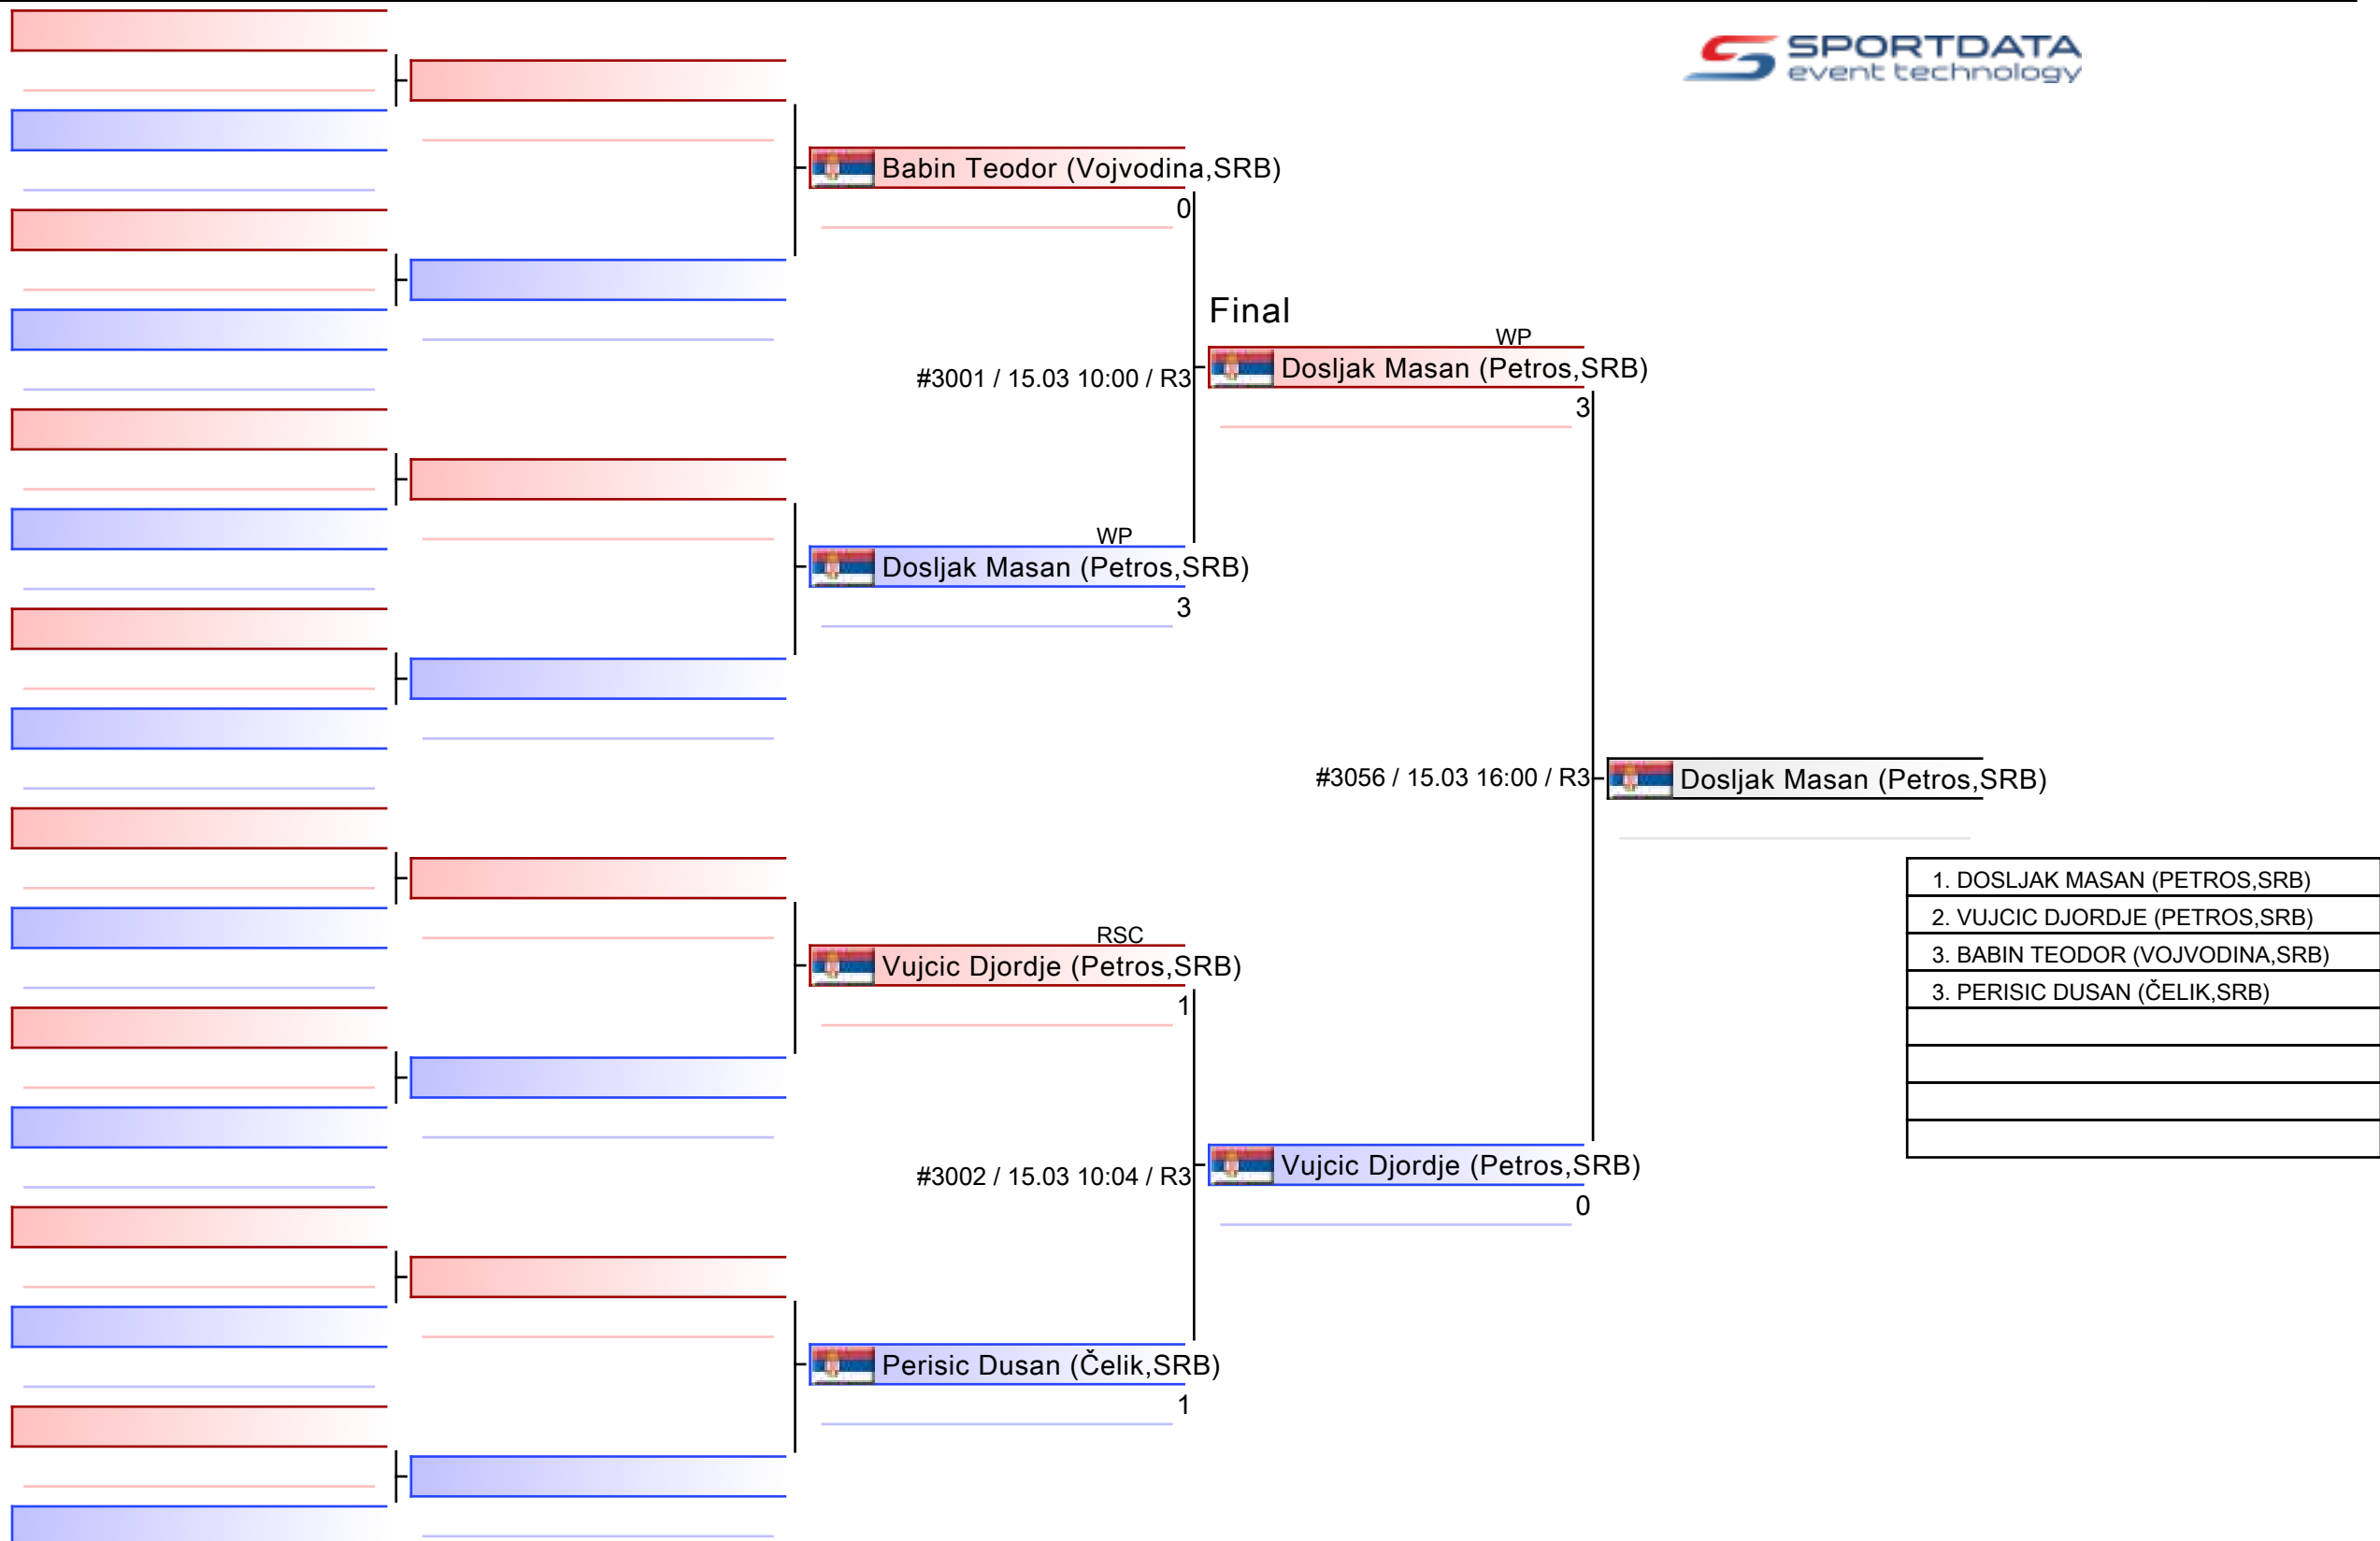 SPORTDATA
event technology
Babin Teodor (Vojvodina,SRB)
0
Final
WP
#3001 / 15.03 10:00 / R3
Dosljak Masan (Petros,SRB)
3
WP
Dosljak Masan (Petros,SRB)
3
#3056 / 15.03 16:00 / R3
Dosljak Masan (Petros,SRB)
1. DOSLJAK MASAN (PETROS,SRB)
2. VUJCIC DJORDJE (PETROS,SRB)
3. BABIN TEODOR (VOJVODINA,SRB)
3. PERISIC DUSAN (ČELIK,SRB)
RSC
Vujcic Djordje (Petros,SRB)
1
#3002 / 15.03 10:04 / R3
Vujcic Djordje (Petros,SRB)
0
Perisic Dusan (Čelik,SRB)
1